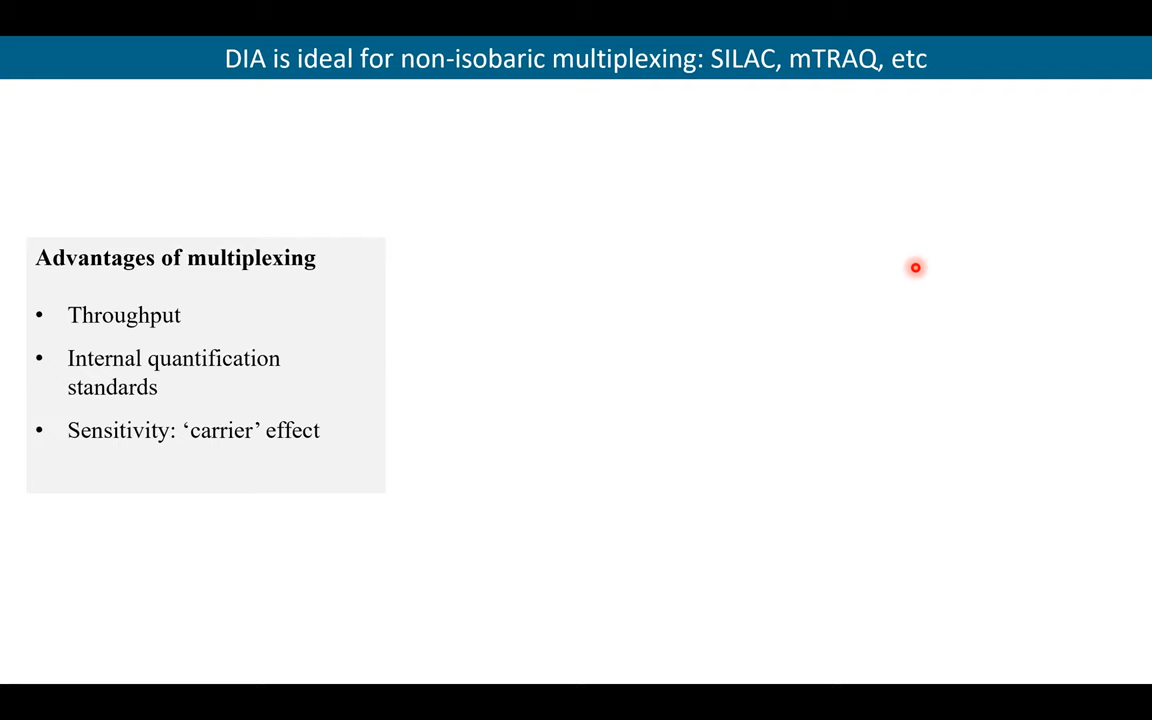 DIA is ideal for non-isobaric multiplexing: SILAC, mTRAQ, etc
Advantages of multiplexing
• Throughput
• Internal quantification
standards
• Sensitivity: ‘carrier’ effect